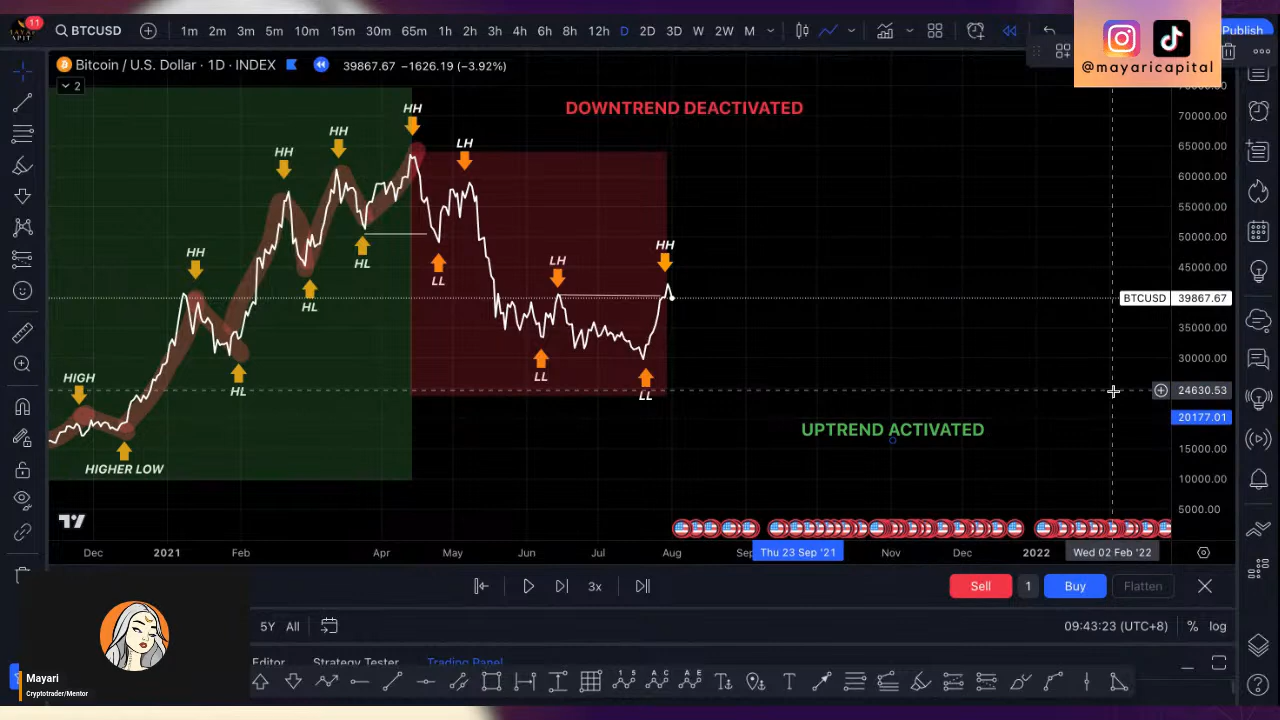 11
BTCUSD
1m 2m 3m 5m 10m 15m 30m 65m 1h 2h 3h 4h 6h 8h 12h D 2D 3D W 2W M
Publish
@mayaricapital
Bitcoin / U.S. Dollar · 1D · INDEX
39867.67 −1626.19 (−3.92%)
2
DOWNTREND DEACTIVATED
HH
HH
HH
LH
HH
HL
LL
LH
HH
HL
HL
LL
LL
HIGH
HIGHER LOW
UPTREND ACTIVATED
70000.00
65000.00
60000.00
55000.00
50000.00
45000.00
BTCUSD 39867.67
35000.00
30000.00
24630.53
20177.01
15000.00
10000.00
5000.00
Dec 2021 Feb Apr May Jun Jul Aug Thu 23 Sep '21 Nov Dec 2022 Wed 02 Feb '22
3x
Sell 1 Buy Flatten
5Y All
09:43:23 (UTC+8) % log
Editor Strategy Tester Trading Panel
Mayari
Cryptotrader/Mentor